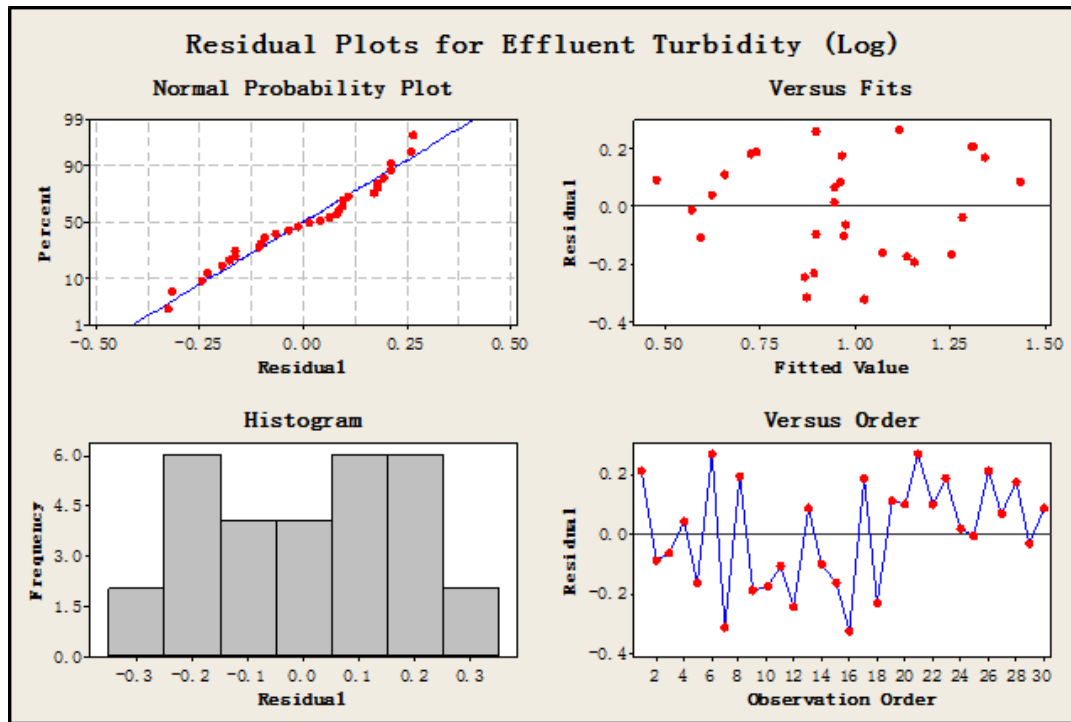 Residual Plots for Effluent Turbidity (Log)
Normal Probability Plot
Percent
99
90
50
10
1
-0.50 -0.25 0.00 0.25 0.50
Residual
Versus Fits
Residual
0.2
0.0
-0.2
-0.4
0.50 0.75 1.00 1.25 1.50
Fitted Value
Histogram
Frequency
6.0
4.5
3.0
1.5
0.0
-0.3 -0.2 -0.1 0.0 0.1 0.2 0.3
Residual
Versus Order
Residual
0.2
0.0
-0.2
-0.4
2 4 6 8 10 12 14 16 18 20 22 24 26 28 30
Observation Order